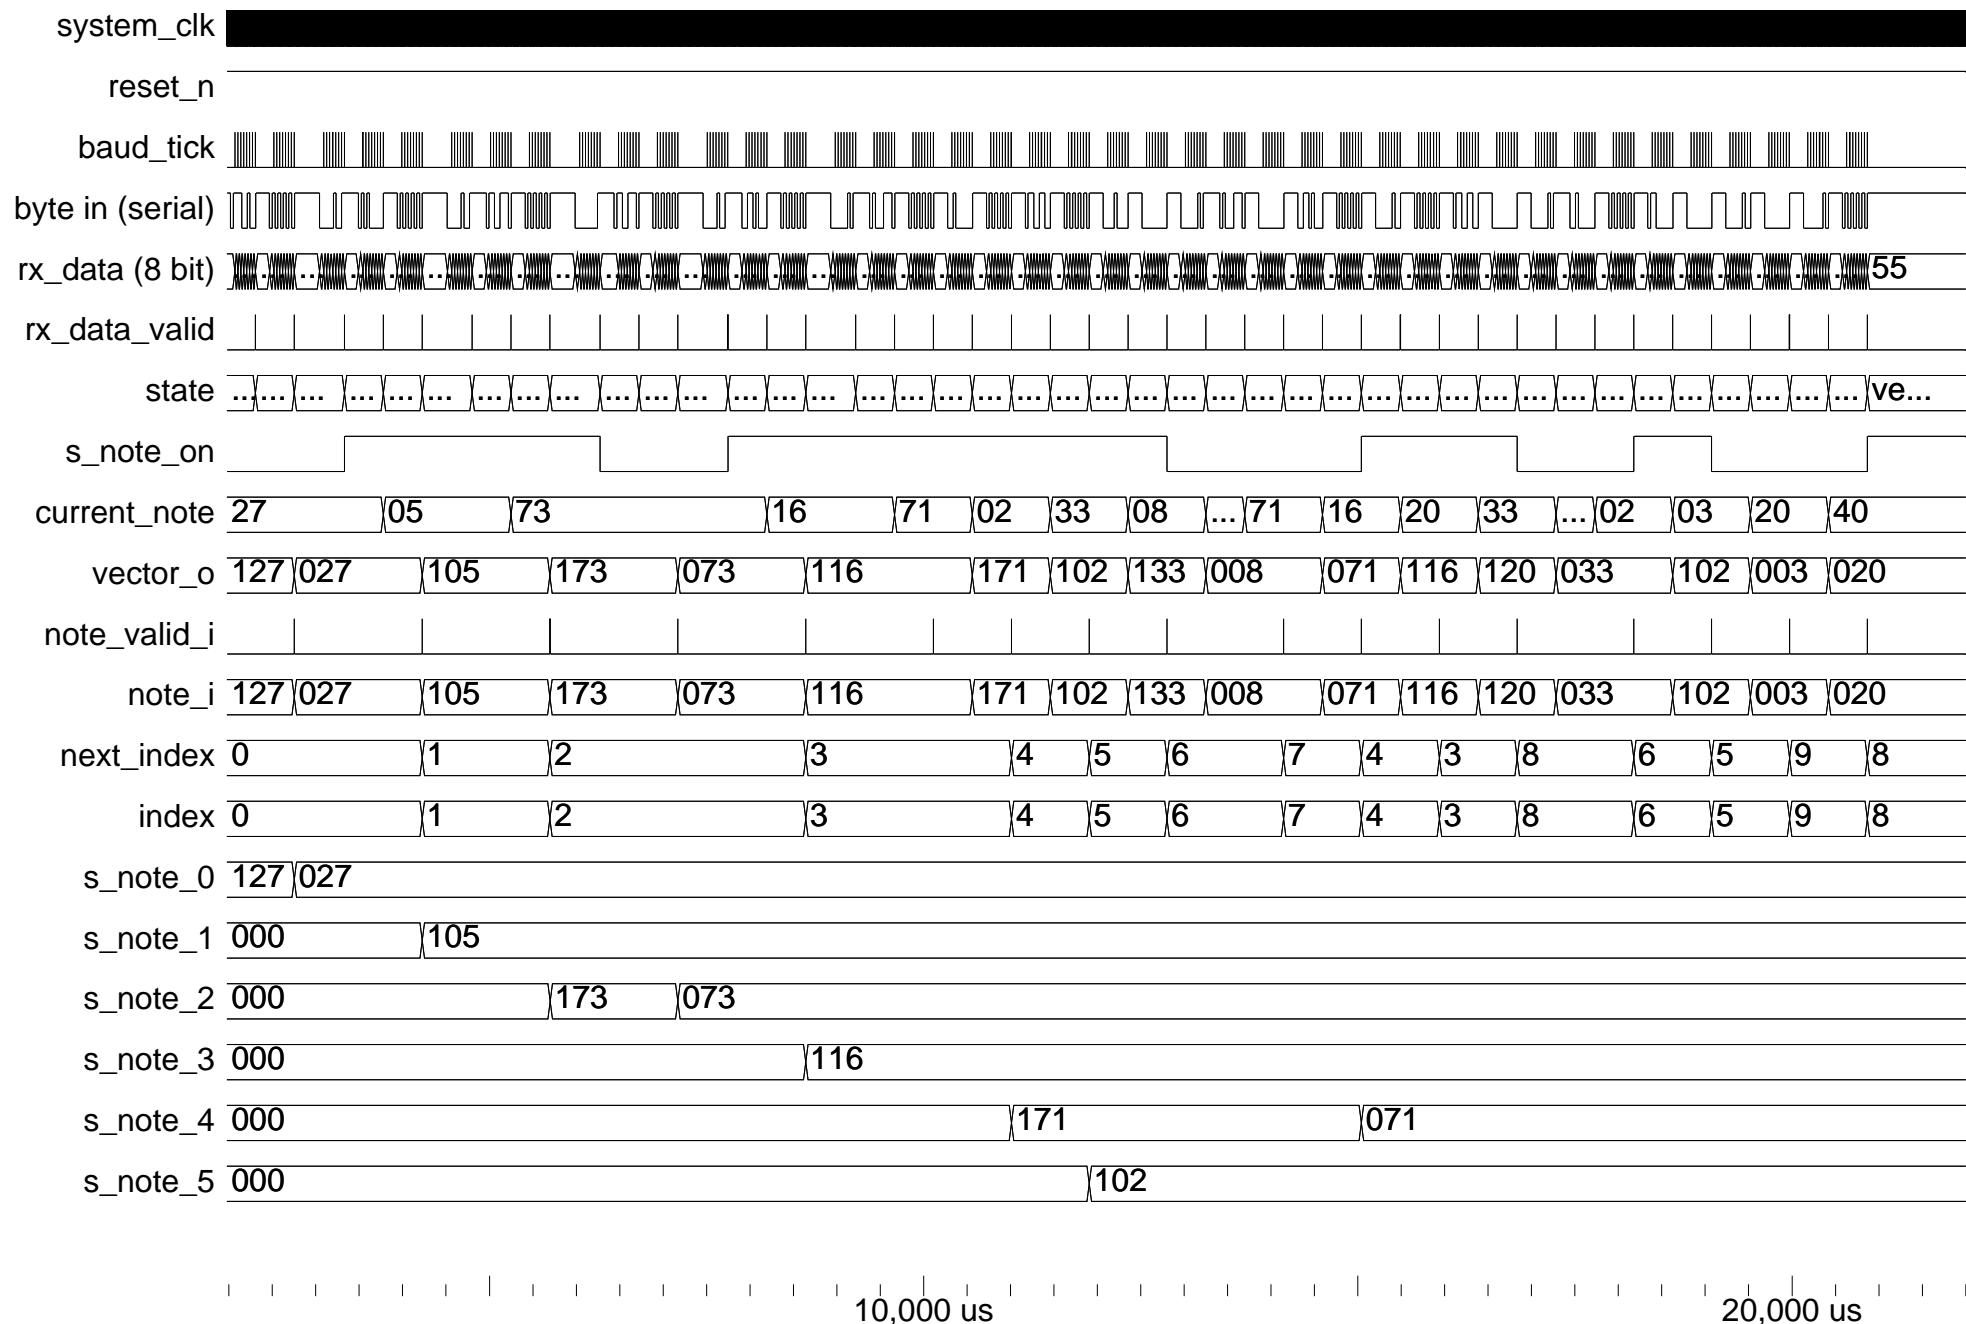 system_clk
reset_n
baud_tick
byte in (serial)
rx_data (8 bit) ... 55
rx_data_valid
state ... ... ... ... ... ... ... ... ... ... ... ... ... ... ... ... ... ... ... ... ... ... ... ... ... ... ... ... ... ... ... ... ... ... ... ... ... ... ... ... ve...
s_note_on
current_note 27 05 73 16 71 02 33 08 ... 71 16 20 33 ... 02 03 20 40
vector_o 127 027 105 173 073 116 171 102 133 008 071 116 120 033 102 003 020
note_valid_i
note_i 127 027 105 173 073 116 171 102 133 008 071 116 120 033 102 003 020
next_index 0 1 2 3 4 5 6 7 4 3 8 6 5 9 8
index 0 1 2 3 4 5 6 7 4 3 8 6 5 9 8
s_note_0 127 027
s_note_1 000 105
s_note_2 000 173 073
s_note_3 000 116
s_note_4 000 171 071
s_note_5 000 102
10,000 us 20,000 us